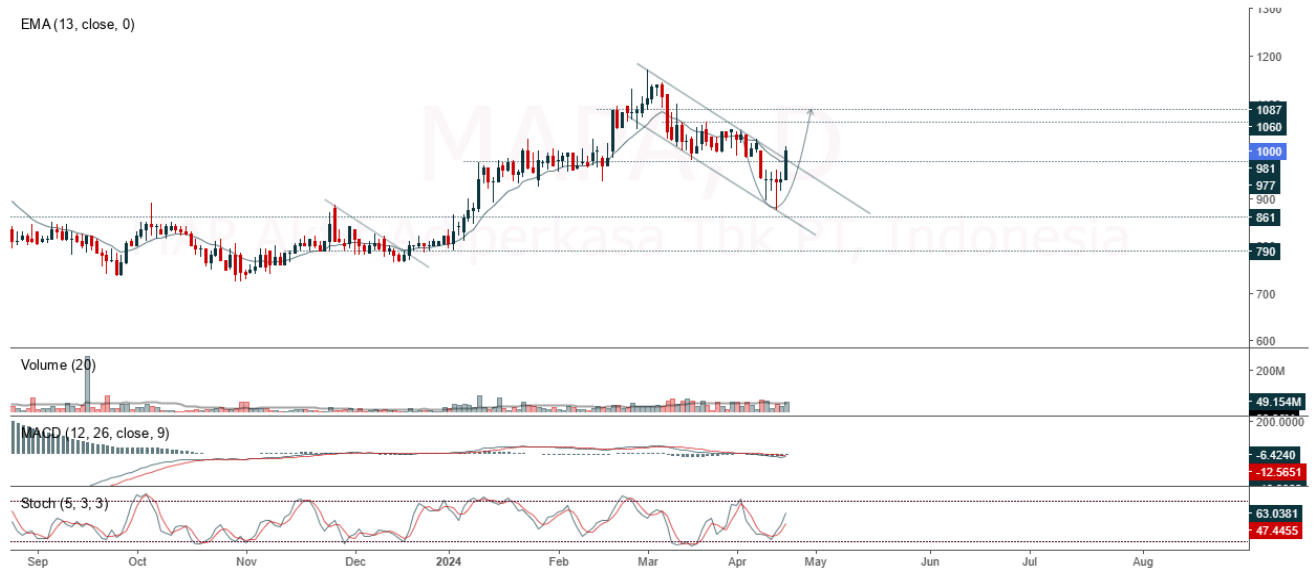 EMA (13, close, 0)
1300
1200
1087
1060
1000
981
977
900
861
790
700
600
Volume (20)
200M
49.154M
MACD (12, 26, close, 9)
200.0000
-6.4240
-12.5651
Stoch (5, 3, 3)
63.0381
47.4455
Sep Oct Nov Dec 2024 Feb Mar Apr May Jun Jul Aug